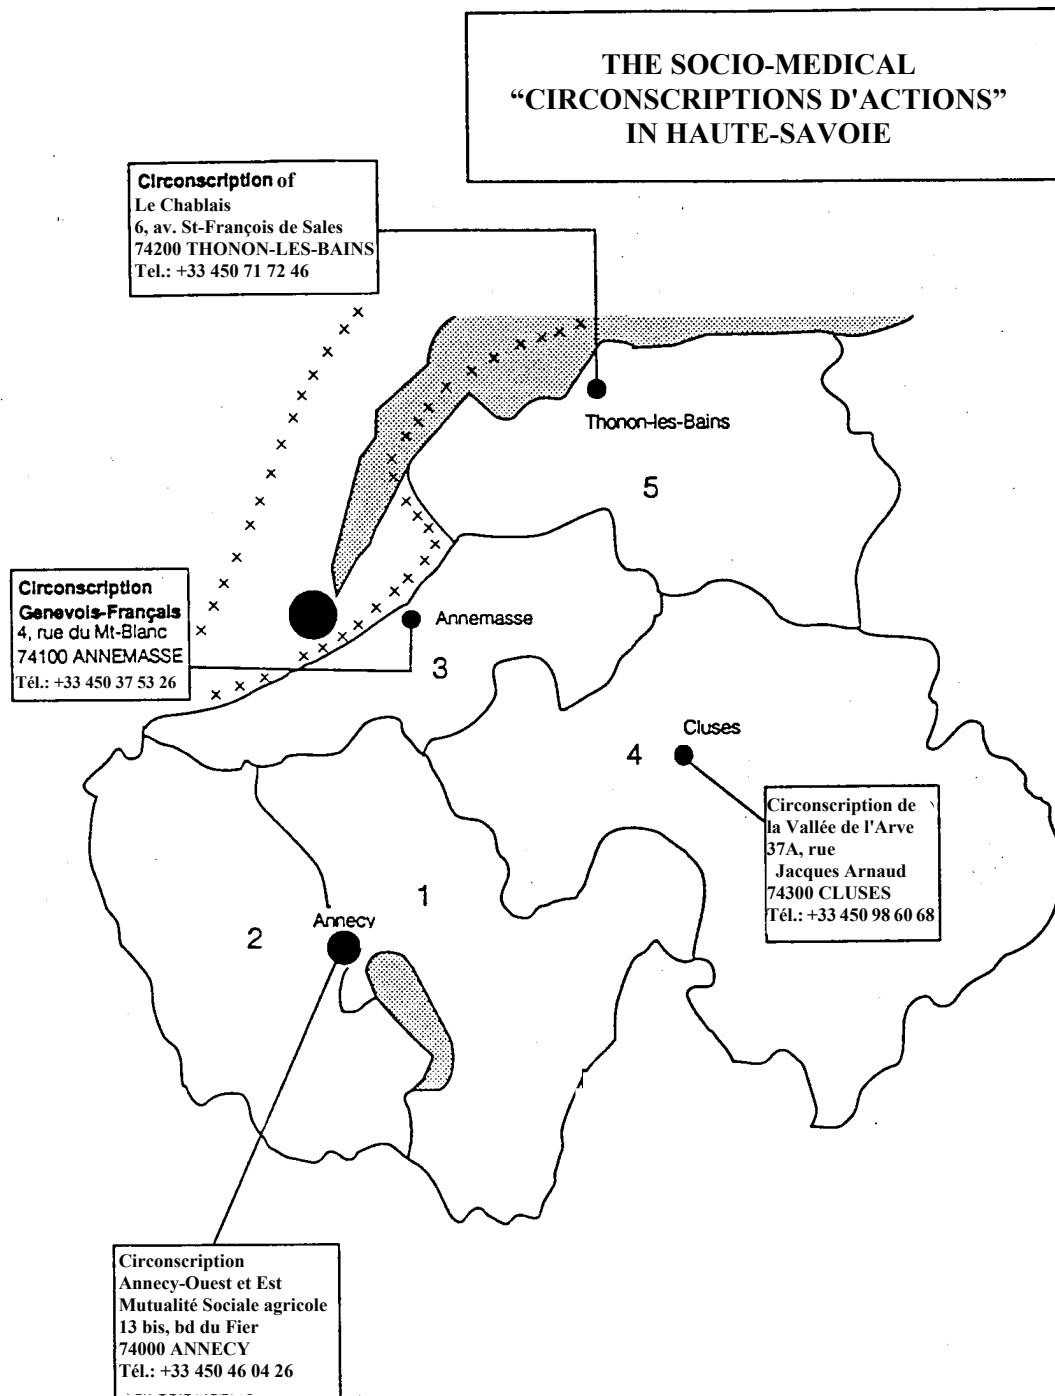 THE SOCIO-MEDICAL
“CIRCONSCRIPTIONS D'ACTIONS”
IN HAUTE-SAVOIE
Circonscription of
Le Chablais
6, av. St-François de Sales
74200 THONON-LES-BAINS
Tel.: +33 450 71 72 46
Thonon-les-Bains
5
Circonscription
Genevois-Français
4, rue du Mt-Blanc
74100 ANNEMASSE
Tél.: +33 450 37 53 26
Annemasse
3
Cluses
4
Circonscription de
la Vallée de l'Arve
37A, rue
Jacques Arnaud
74300 CLUSES
Tél.: +33 450 98 60 68
1
Annecy
2
Circonscription
Annecy-Ouest et Est
Mutualité Sociale agricole
13 bis, bd du Fier
74000 ANNECY
Tél.: +33 450 46 04 26